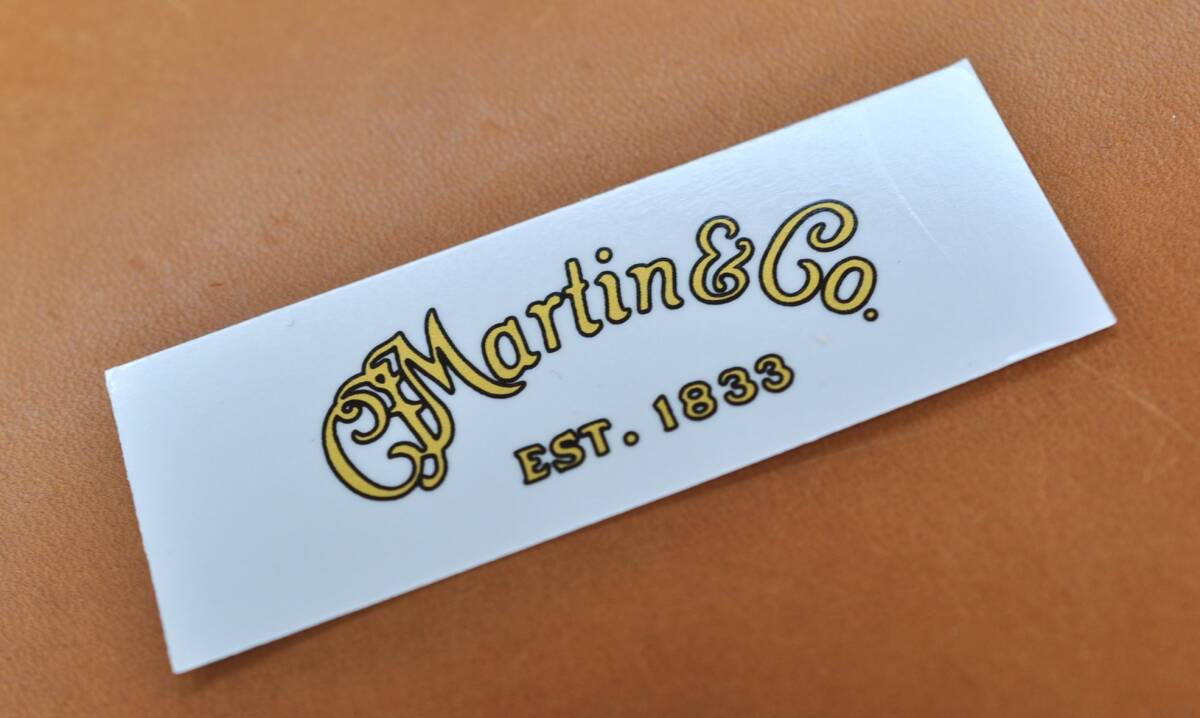 CFMartin & Co.
EST. 1833